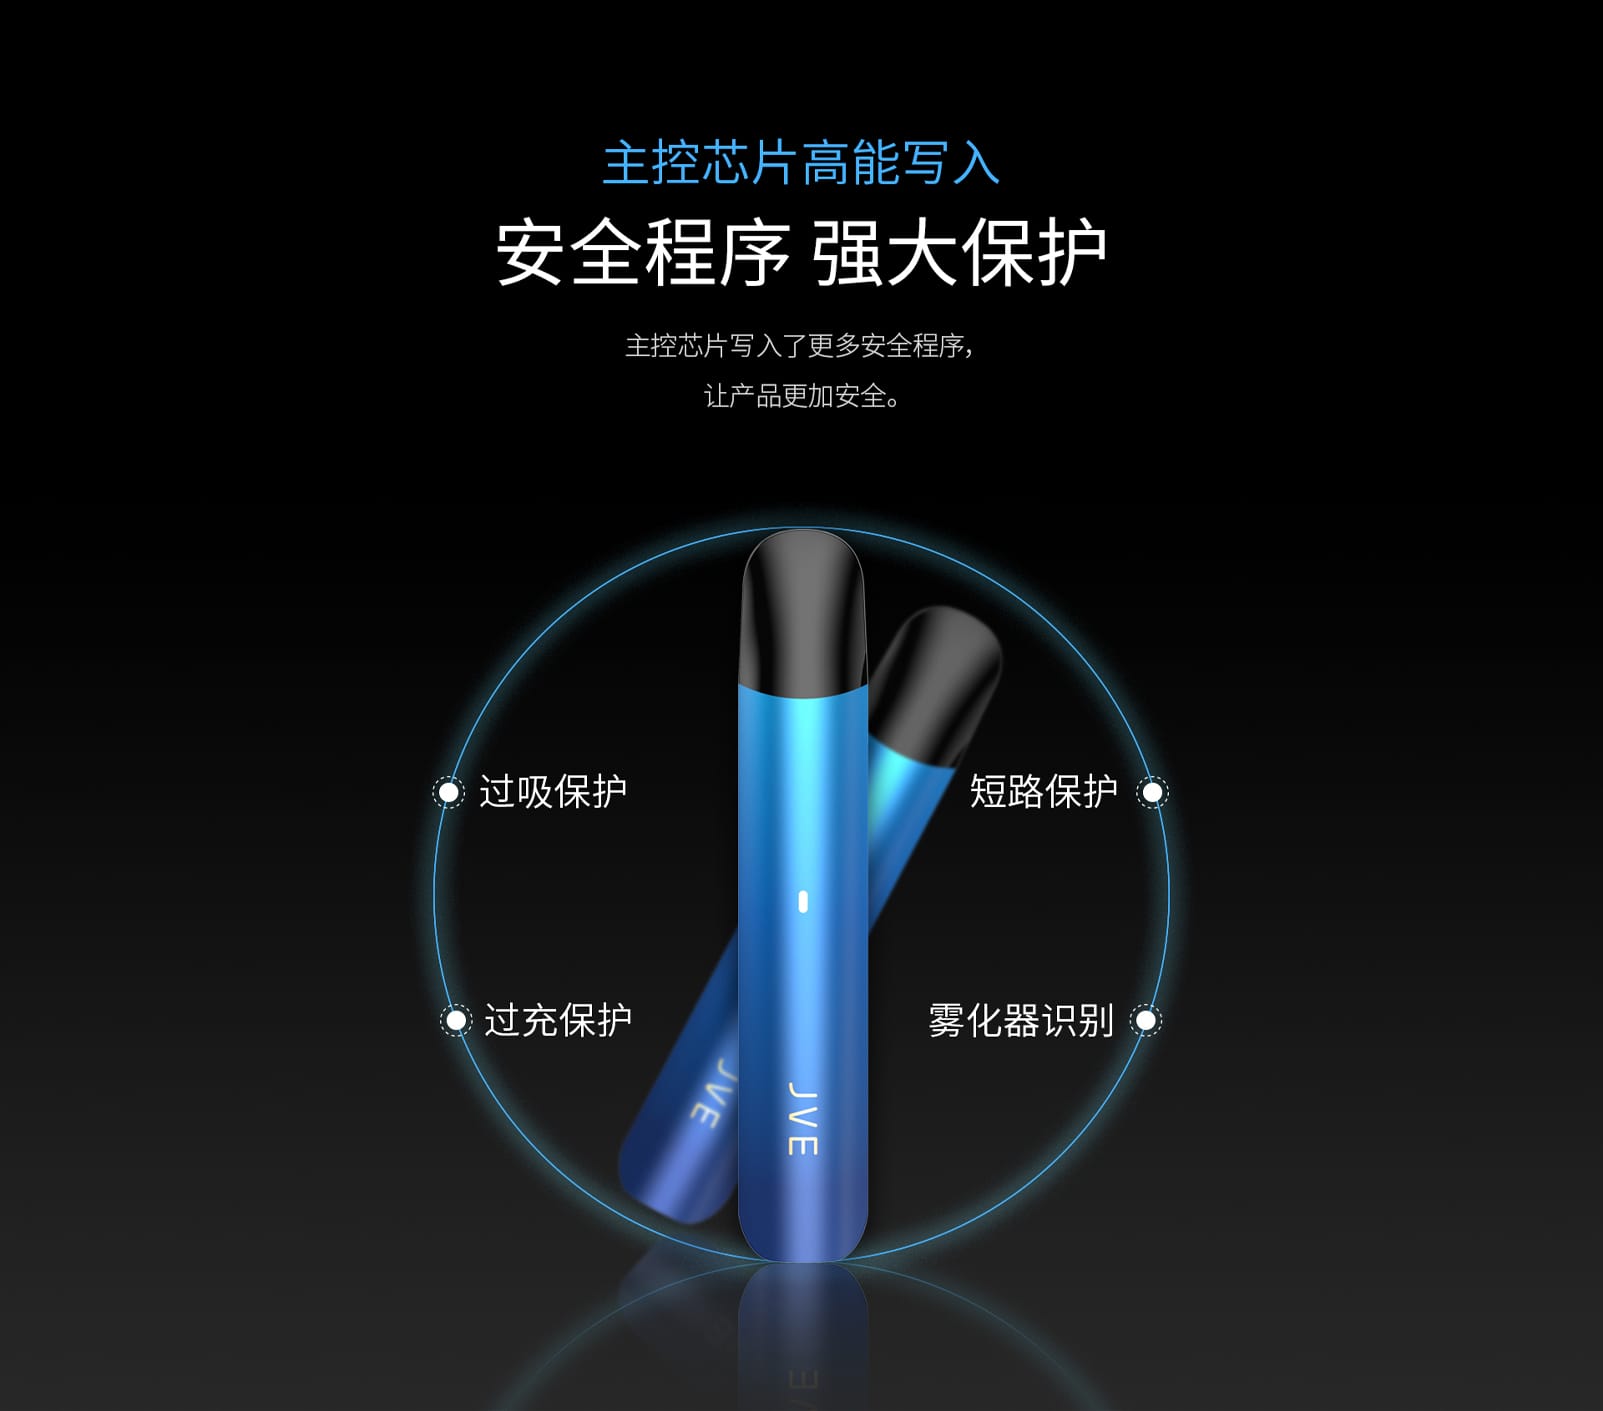 主控芯片高能写入
安全程序 强大保护
主控芯片写入了更多安全程序，
让产品更加安全。
过吸保护
短路保护
过充保护
雾化器识别
JVE
JVE